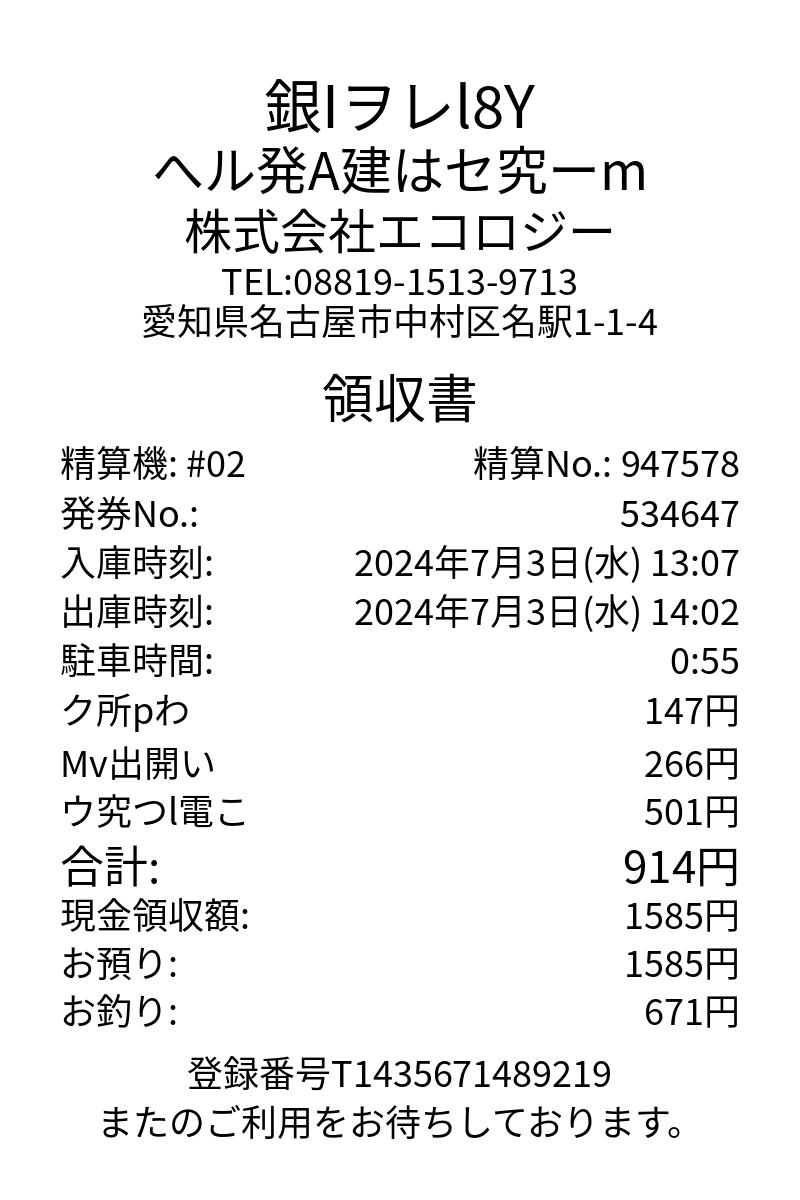 銀Iヲレl8Y
ヘル発A建はセ究ーm
株式会社エコロジー
TEL:08819-1513-9713
愛知県名古屋市中村区名駅1-1-4
領収書
精算機: #02 精算No.: 947578
発券No.: 534647
入庫時刻: 2024年7月3日(水) 13:07
出庫時刻: 2024年7月3日(水) 14:02
駐車時間: 0:55
ク所pわ 147円
Mv出開い 266円
ウ究つl電こ 501円
合計: 914円
現金領収額: 1585円
お預り: 1585円
お釣り: 671円
登録番号T1435671489219
またのご利用をお待ちしております。